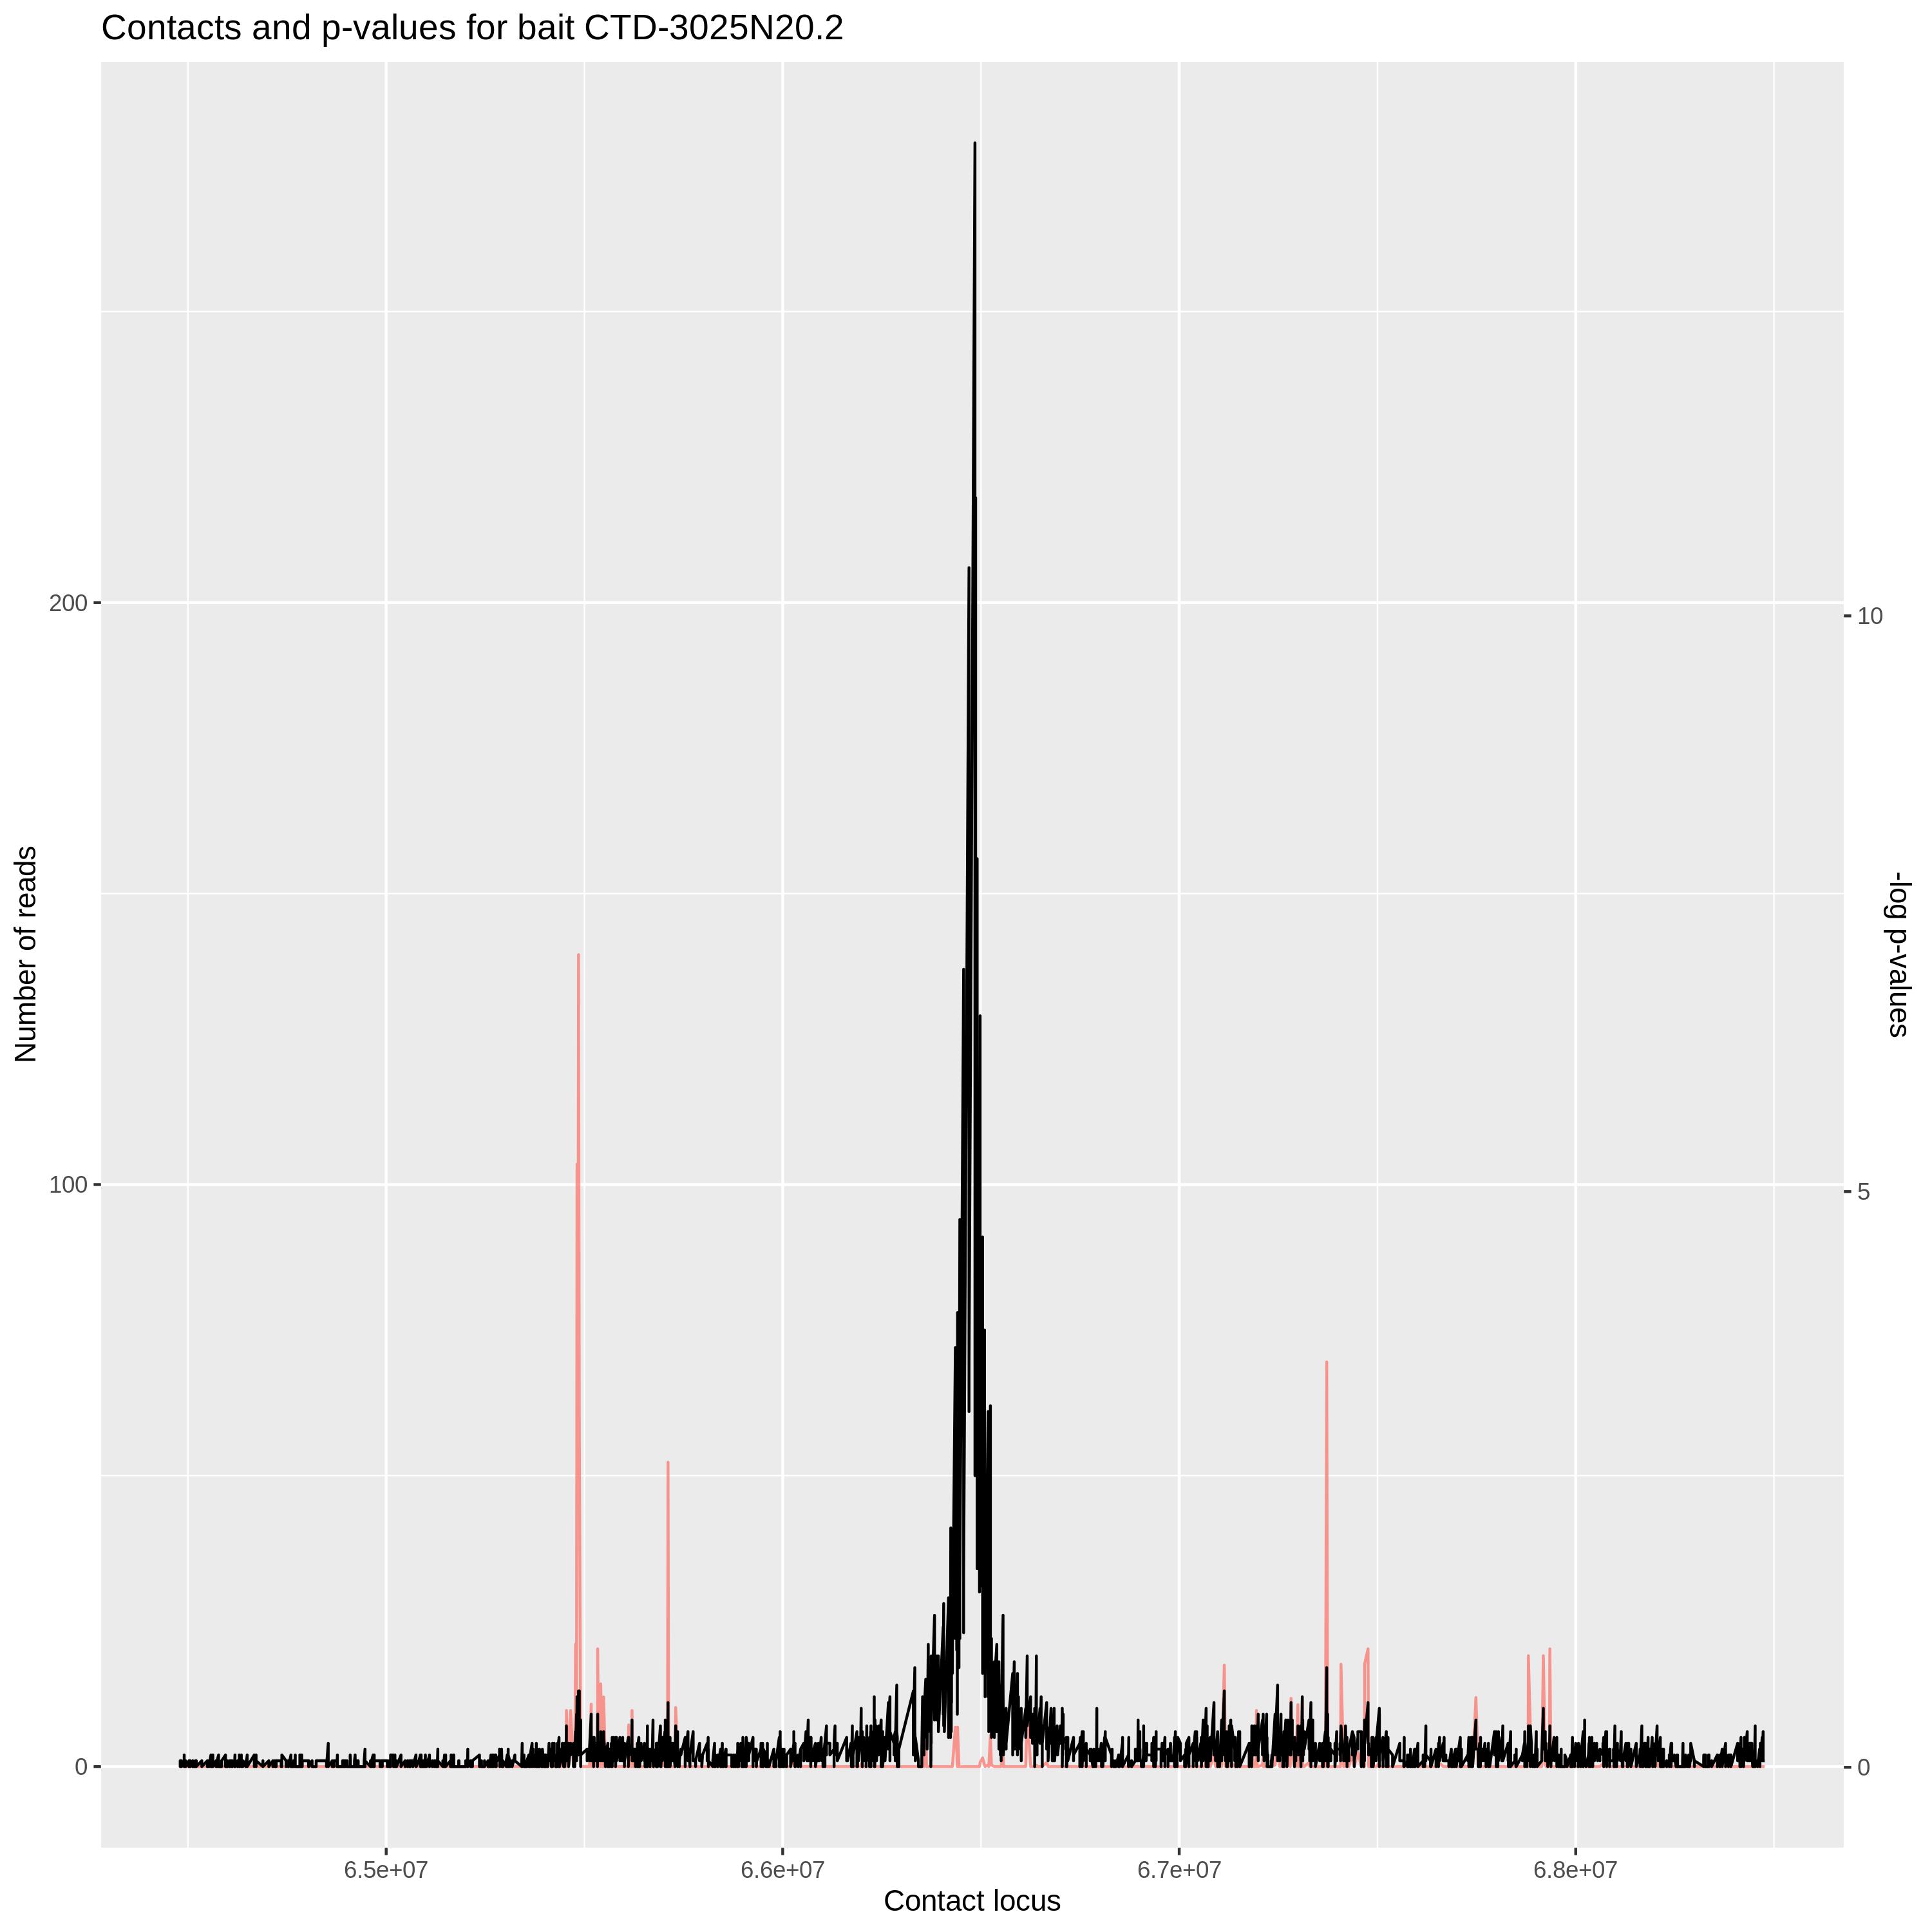 Contacts and p-values for bait CTD-3025N20.2
Number of reads
200
100
0
10
5
0
-log p-values
6.5e+07
6.6e+07
6.7e+07
6.8e+07
Contact locus